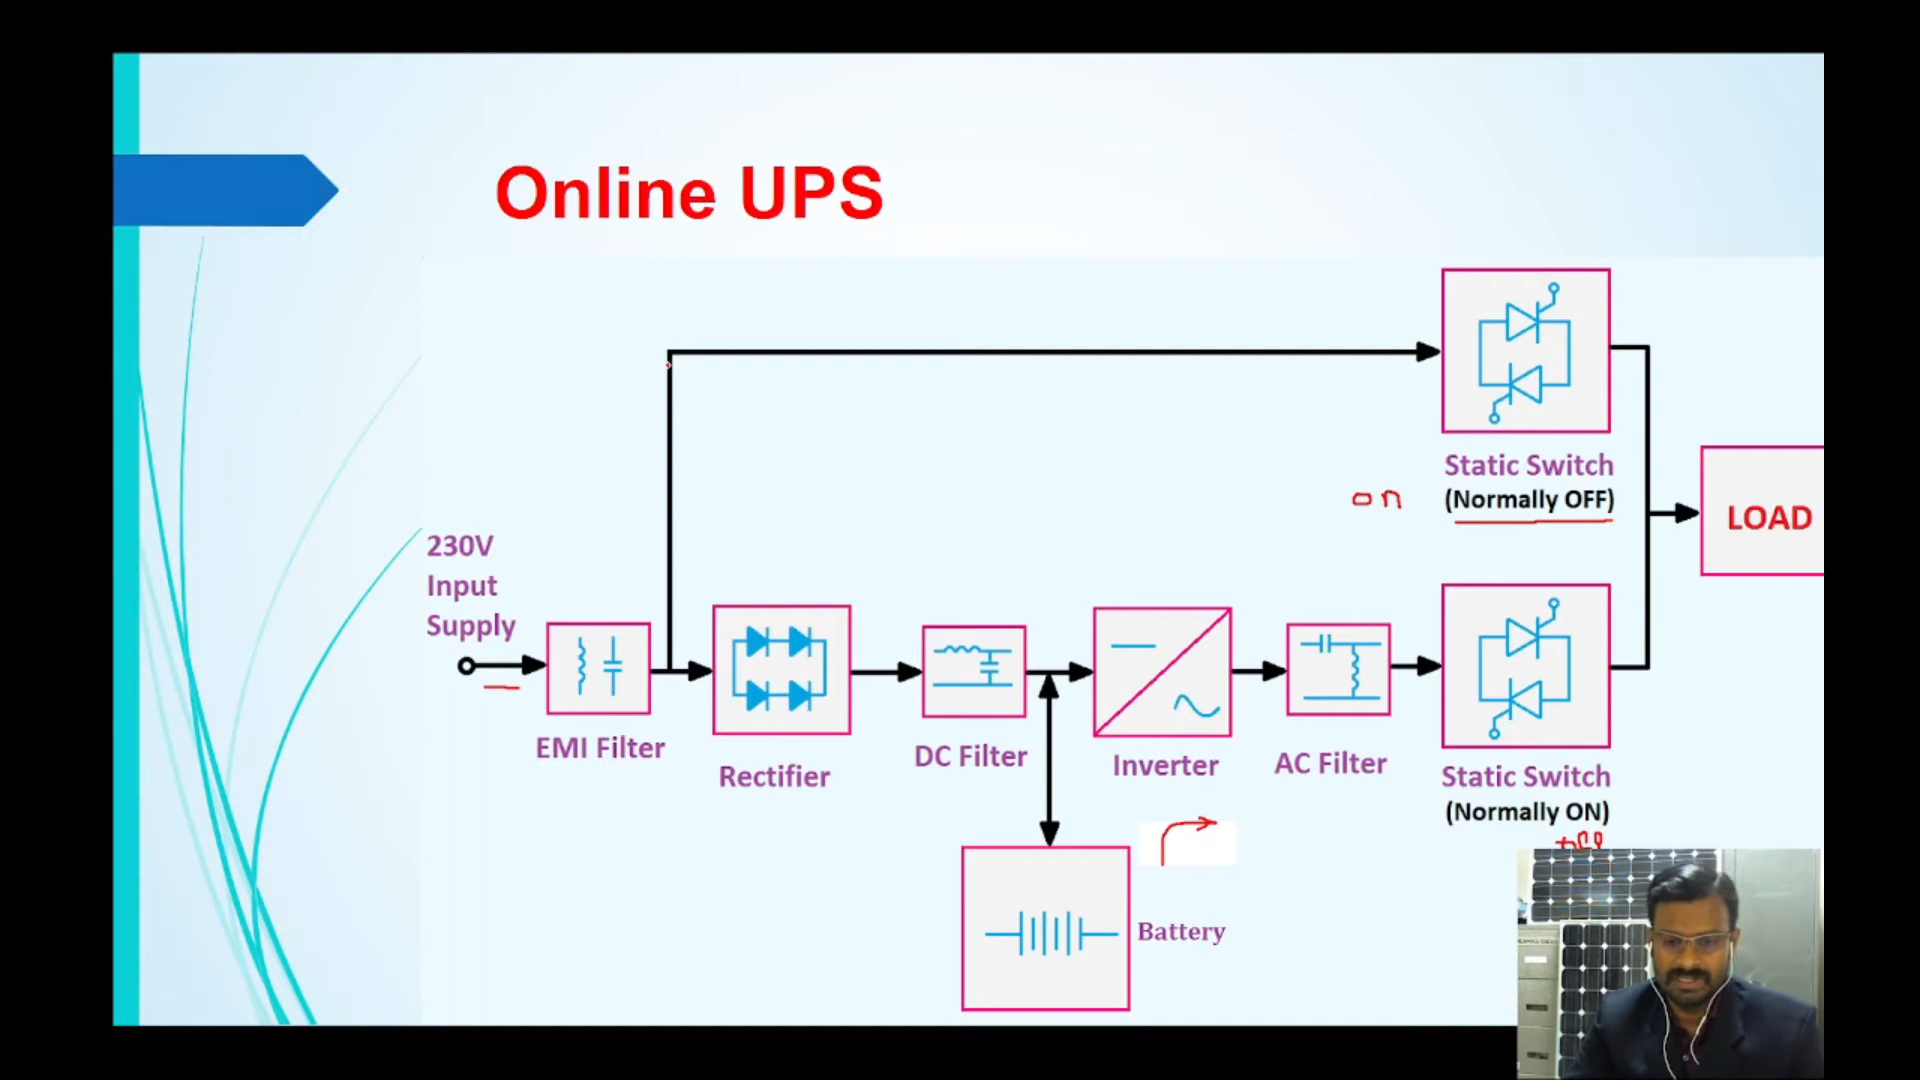 Online UPS
Static Switch
(Normally OFF)
on
LOAD
230V
Input
Supply
EMI Filter
Rectifier
DC Filter
Inverter
AC Filter
Static Switch
(Normally ON)
Battery